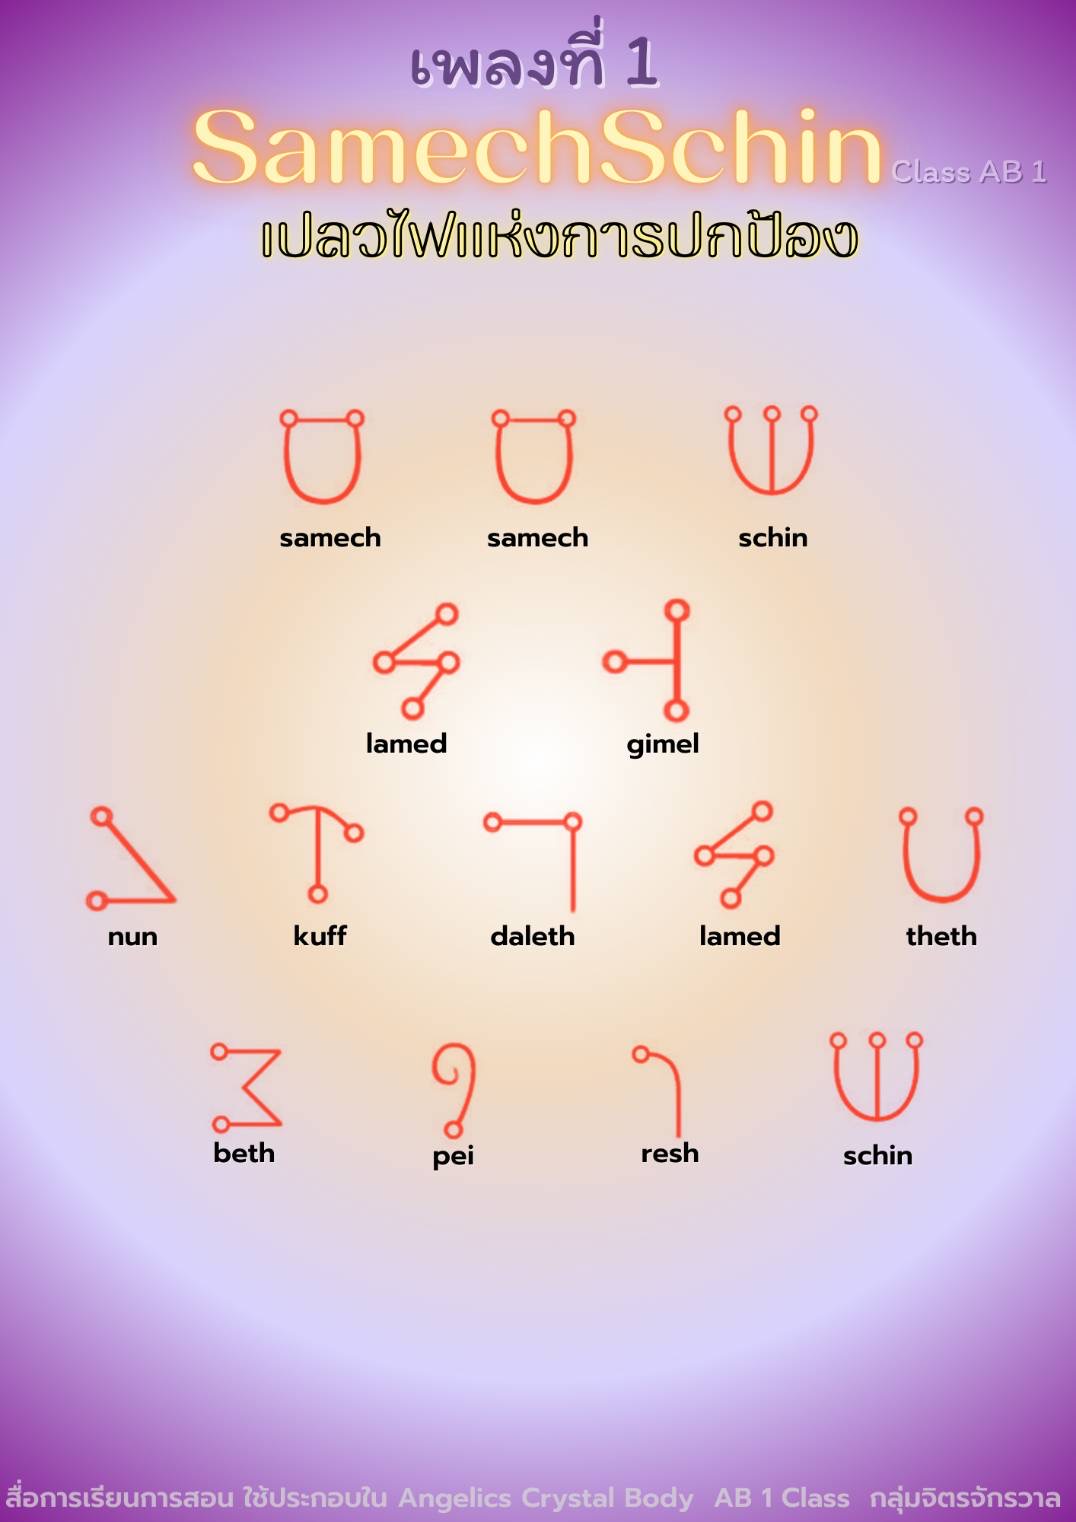 เพลงที่ 1
SamechSchin Class AB 1
เปลวไฟแห่งการปกป้อง
samech samech schin
lamed gimel
nun kuff daleth lamed theth
beth pei resh schin
สื่อการเรียนการสอน ใช้ประกอบใน Angelics Crystal Body AB 1 Class กลุ่มจิตรจักรวาล